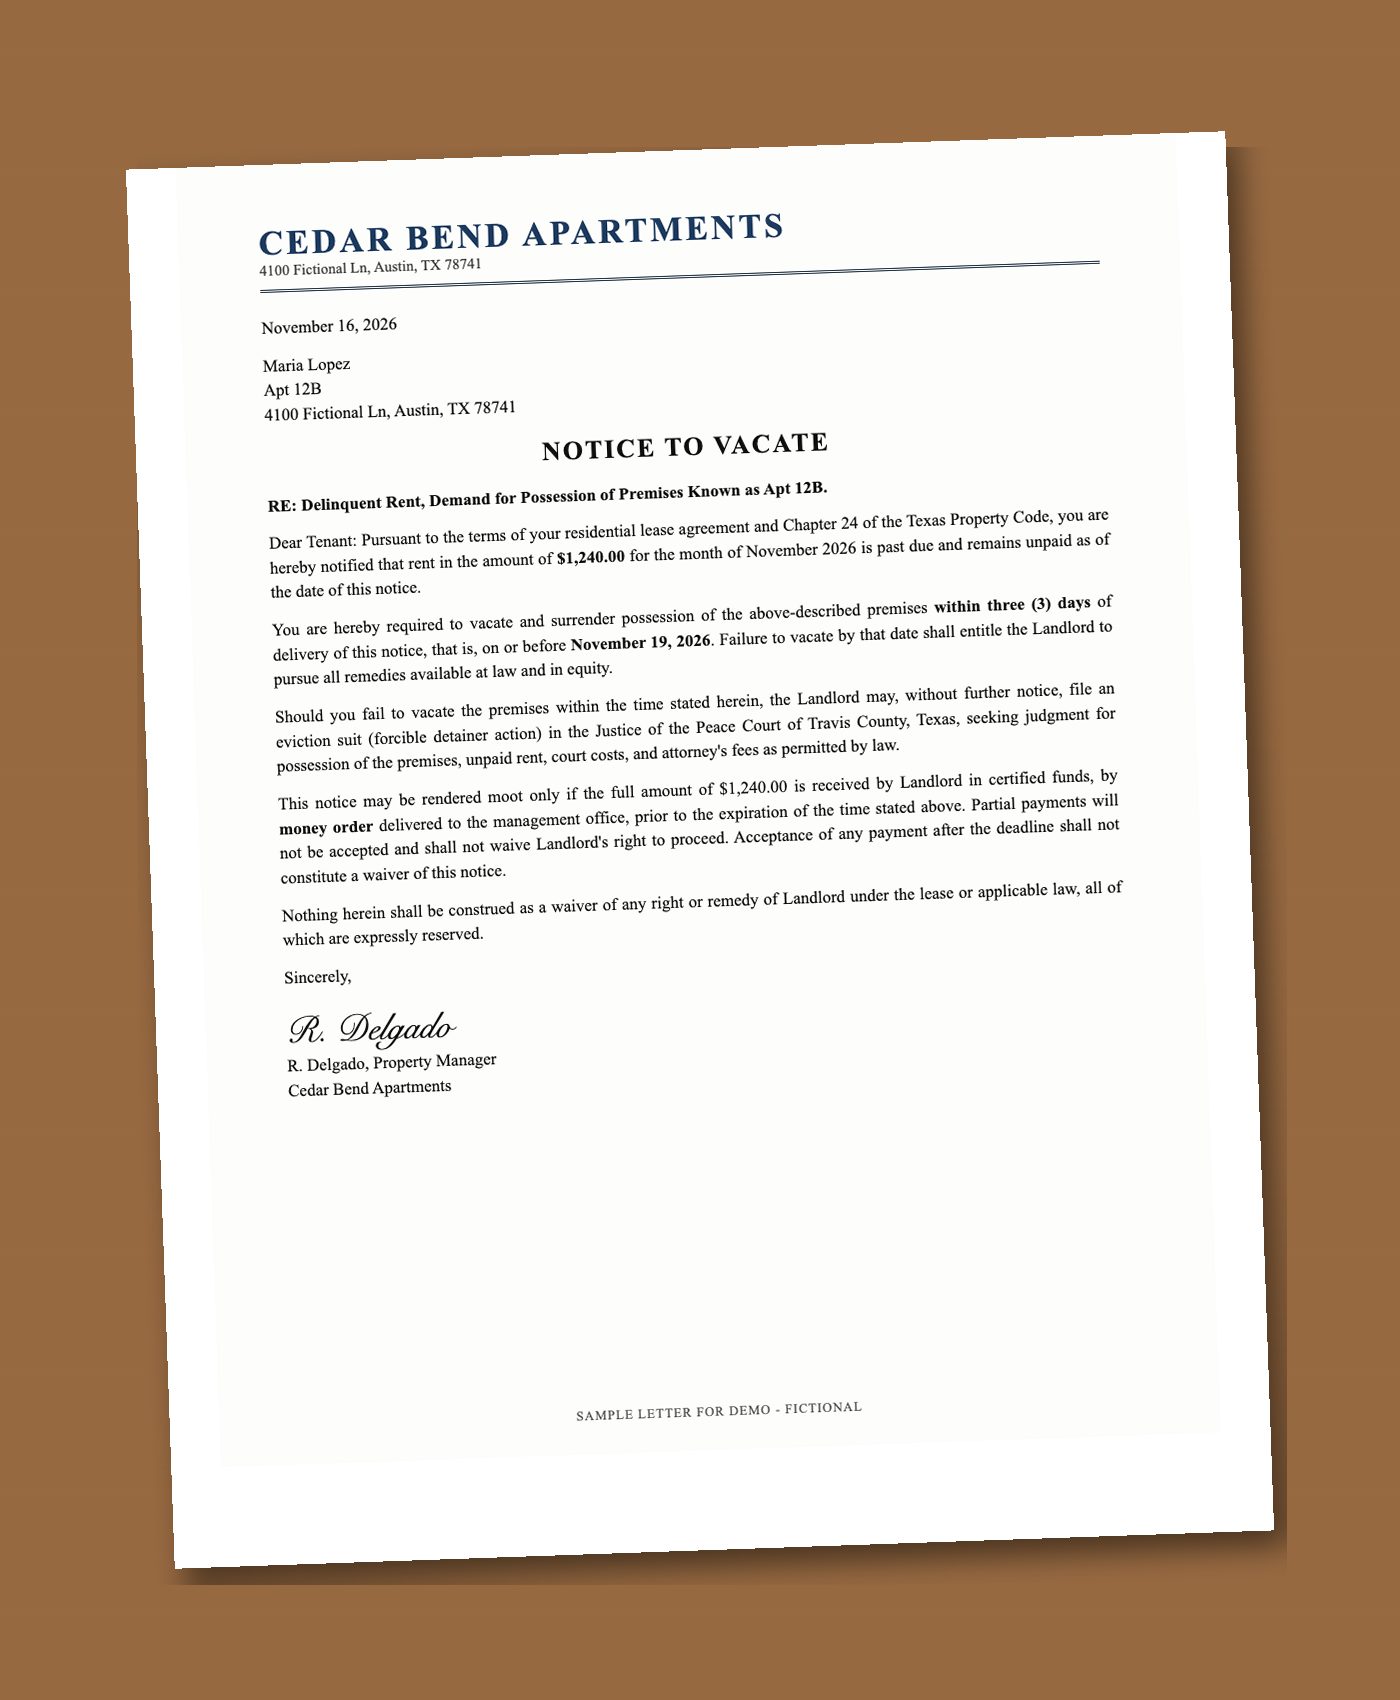 CEDAR BEND APARTMENTS
4100 Fictional Ln, Austin, TX 78741
November 16, 2026
Maria Lopez
Apt 12B
4100 Fictional Ln, Austin, TX 78741
NOTICE TO VACATE
RE: Delinquent Rent, Demand for Possession of Premises Known as Apt 12B.
Dear Tenant: Pursuant to the terms of your residential lease agreement and Chapter 24 of the Texas Property Code, you are
hereby notified that rent in the amount of $1,240.00 for the month of November 2026 is past due and remains unpaid as of
the date of this notice.
You are hereby required to vacate and surrender possession of the above-described premises within three (3) days of
delivery of this notice, that is, on or before November 19, 2026. Failure to vacate by that date shall entitle the Landlord to
pursue all remedies available at law and in equity.
Should you fail to vacate the premises within the time stated herein, the Landlord may, without further notice, file an
eviction suit (forcible detainer action) in the Justice of the Peace Court of Travis County, Texas, seeking judgment for
possession of the premises, unpaid rent, court costs, and attorney's fees as permitted by law.
This notice may be rendered moot only if the full amount of $1,240.00 is received by Landlord in certified funds, by
money order delivered to the management office, prior to the expiration of the time stated above. Partial payments will
not be accepted and shall not waive Landlord's right to proceed. Acceptance of any payment after the deadline shall not
constitute a waiver of this notice.
Nothing herein shall be construed as a waiver of any right or remedy of Landlord under the lease or applicable law, all of
which are expressly reserved.
Sincerely,
R. Delgado
R. Delgado, Property Manager
Cedar Bend Apartments
SAMPLE LETTER FOR DEMO - FICTIONAL